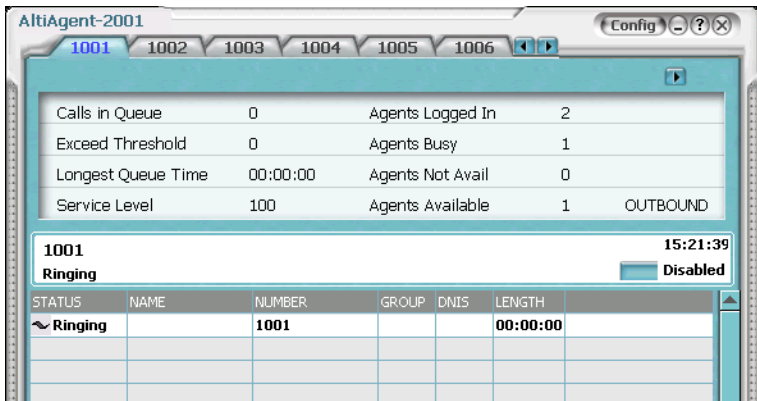 AltiAgent-2001 Config
1001 1002 1003 1004 1005 1006
Calls in Queue 0 Agents Logged In 2
Exceed Threshold 0 Agents Busy 1
Longest Queue Time 00:00:00 Agents Not Avail 0
Service Level 100 Agents Available 1 OUTBOUND
1001 15:21:39
Ringing Disabled
STATUS NAME NUMBER GROUP DNIS LENGTH
Ringing 1001 00:00:00